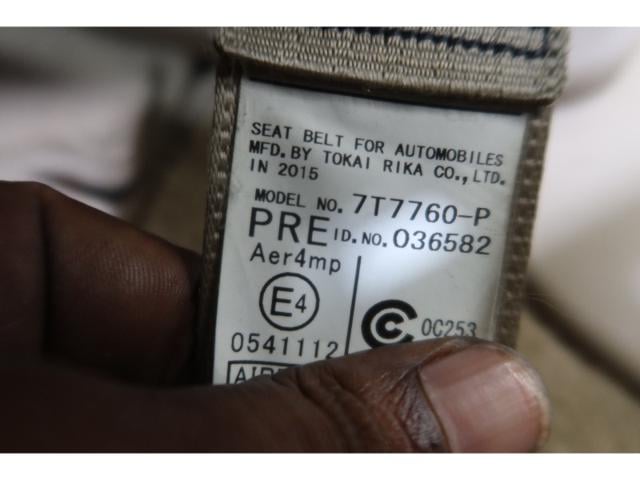 SEAT BELT FOR AUTOMOBILES
MFD. BY TOKAI RIKA CO., LTD.
IN 2015
MODEL NO. 7T7760-P
PRE ID.NO. 036582
Aer4mp
E4
0541112
0C253